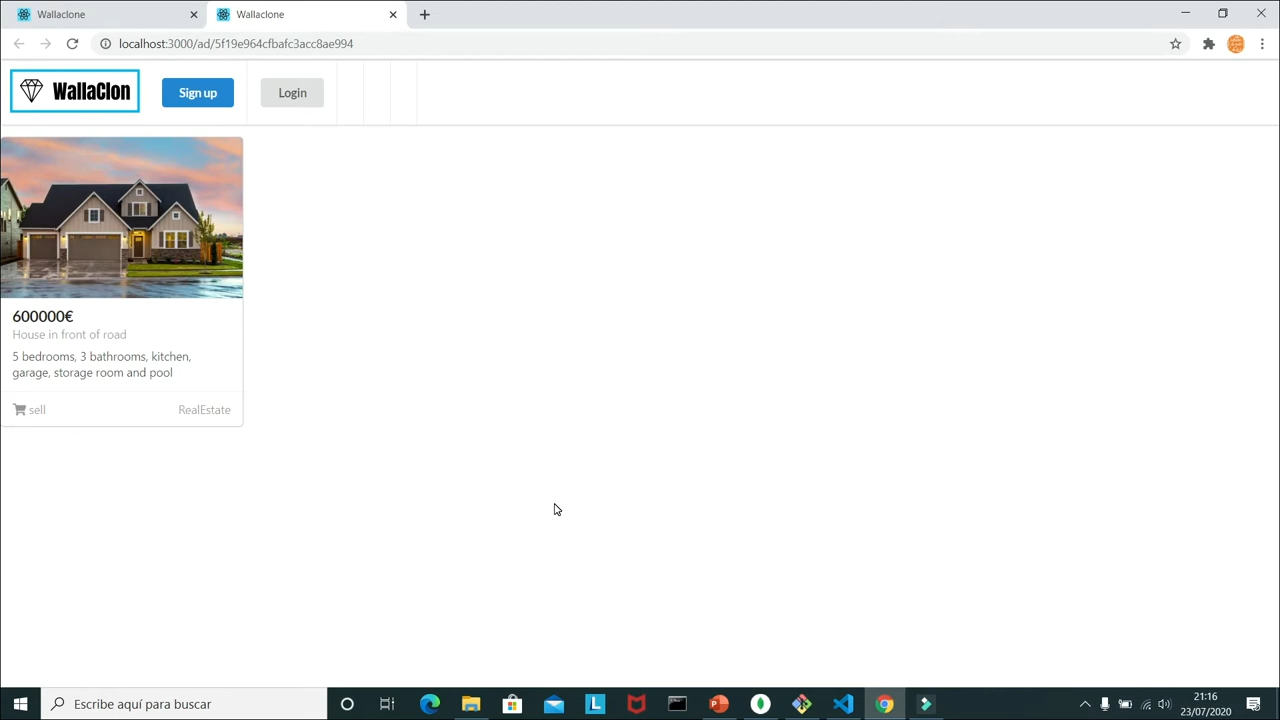 Wallaclone
Wallaclone
localhost:3000/ad/5f19e964cfbafc3acc8ae994
WallaClon
Sign up
Login
600000€
House in front of road
5 bedrooms, 3 bathrooms, kitchen,
garage, storage room and pool
sell
RealEstate
Escribe aquí para buscar
L
21:16
23/07/2020